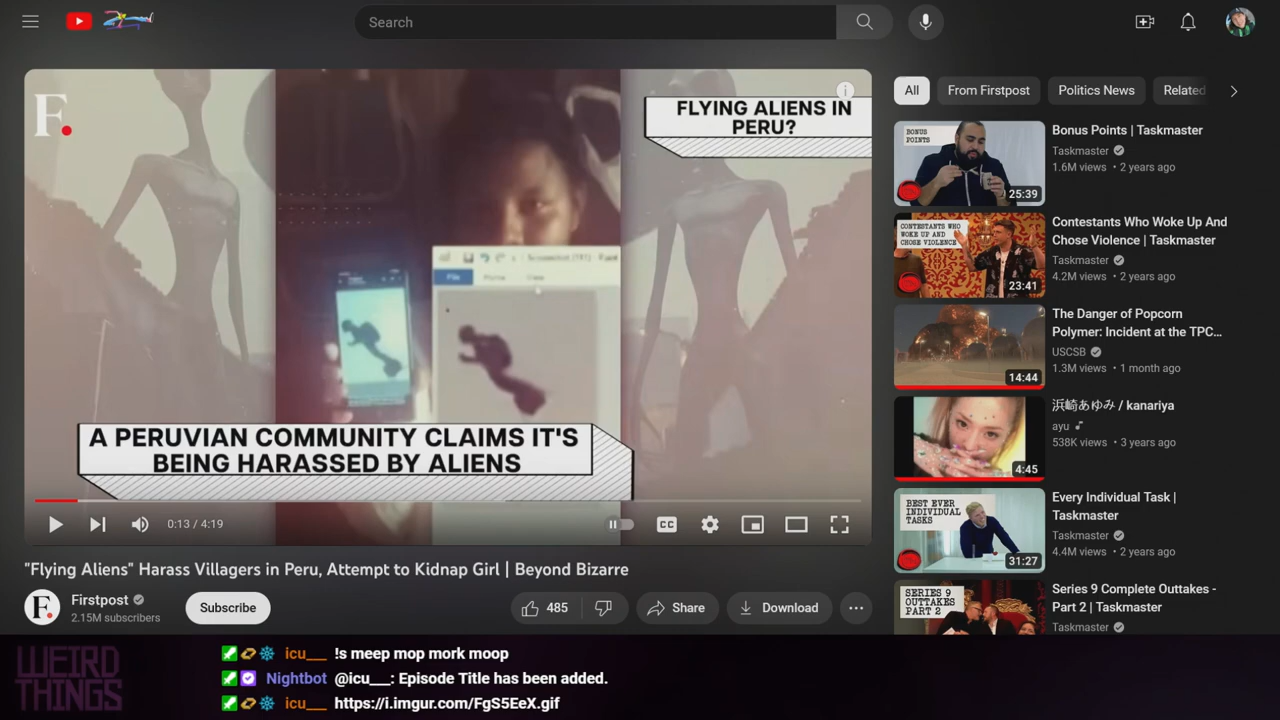 Search
F.
FLYING ALIENS IN
PERU?
File
Home
View
A PERUVIAN COMMUNITY CLAIMS IT'S
BEING HARASSED BY ALIENS
0:13 / 4:19
CC
"Flying Aliens" Harass Villagers in Peru, Attempt to Kidnap Girl | Beyond Bizarre
F.
Firstpost
2.15M subscribers
Subscribe
485
Share
Download
All
From Firstpost
Politics News
Related
BONUS
POINTS
25:39
Bonus Points | Taskmaster
Taskmaster
1.6M views • 2 years ago
CONTESTANTS WHO
WOKE UP AND
CHOSE VIOLENCE
23:41
Contestants Who Woke Up And
Chose Violence | Taskmaster
Taskmaster
4.2M views • 2 years ago
14:44
The Danger of Popcorn
Polymer: Incident at the TPC...
USCSB
1.3M views • 1 month ago
4:45
浜崎あゆみ / kanariya
ayu
538K views • 3 years ago
BEST EVER
INDIVIDUAL
TASKS
31:27
Every Individual Task |
Taskmaster
Taskmaster
4.4M views • 2 years ago
SERIES 9
OUTTAKES
PART 2
Series 9 Complete Outtakes -
Part 2 | Taskmaster
Taskmaster
WEIRD
THINGS
icu___ !s meep mop mork moop
Nightbot @icu___: Episode Title has been added.
icu___ https://i.imgur.com/FgS5EeX.gif